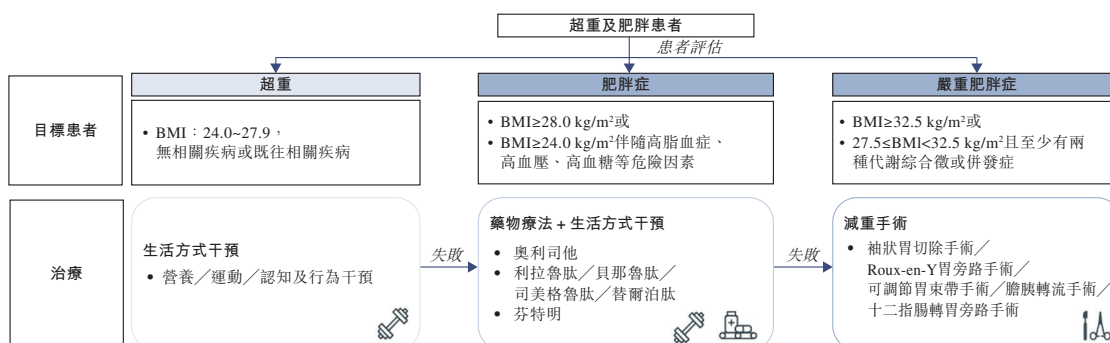 超重及肥胖患者
患者評估
超重
肥胖症
嚴重肥胖症
目標患者
• BMI：24.0~27.9，
無相關疾病或既往相關疾病
• BMI≥28.0 kg/m²或
• BMI≥24.0 kg/m²伴隨高脂血症、
高血壓、高血糖等危險因素
• BMI≥32.5 kg/m²或
• 27.5≤BMI<32.5 kg/m²且至少有兩
種代謝綜合徵或併發症
治療
生活方式干預
• 營養╱運動╱認知及行為干預
失敗
藥物療法 + 生活方式干預
• 奧利司他
• 利拉魯肽╱貝那魯肽╱
司美格魯肽╱替爾泊肽
• 芬特明
失敗
減重手術
• 袖狀胃切除手術╱
Roux-en-Y胃旁路手術╱
可調節胃束帶手術╱膽胰轉流手術╱
十二指腸轉胃旁路手術